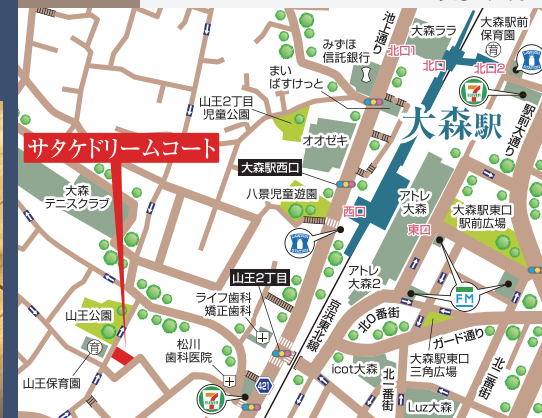 池上通り
大森ララ
大森駅前
保育園
育
みずほ
信託銀行
北口1
北口
北口2
まい
ばすけっと
山王2丁目
児童公園
オオゼキ
大森駅
駅前大通り
サタケドリームコート
大森駅西口
大森
テニスクラブ
八景児童遊園
西口
アトレ
大森
東口
大森駅東口
駅前広場
山王2丁目
アトレ
大森2
ライフ歯科
矯正歯科
FM
山王公園
京浜東北線
北口番街
ガード通り
松川
歯科医院
育
山王保育園
大森駅東口
三角広場
icot大森
北一番街
北二番街
421
Luz大森